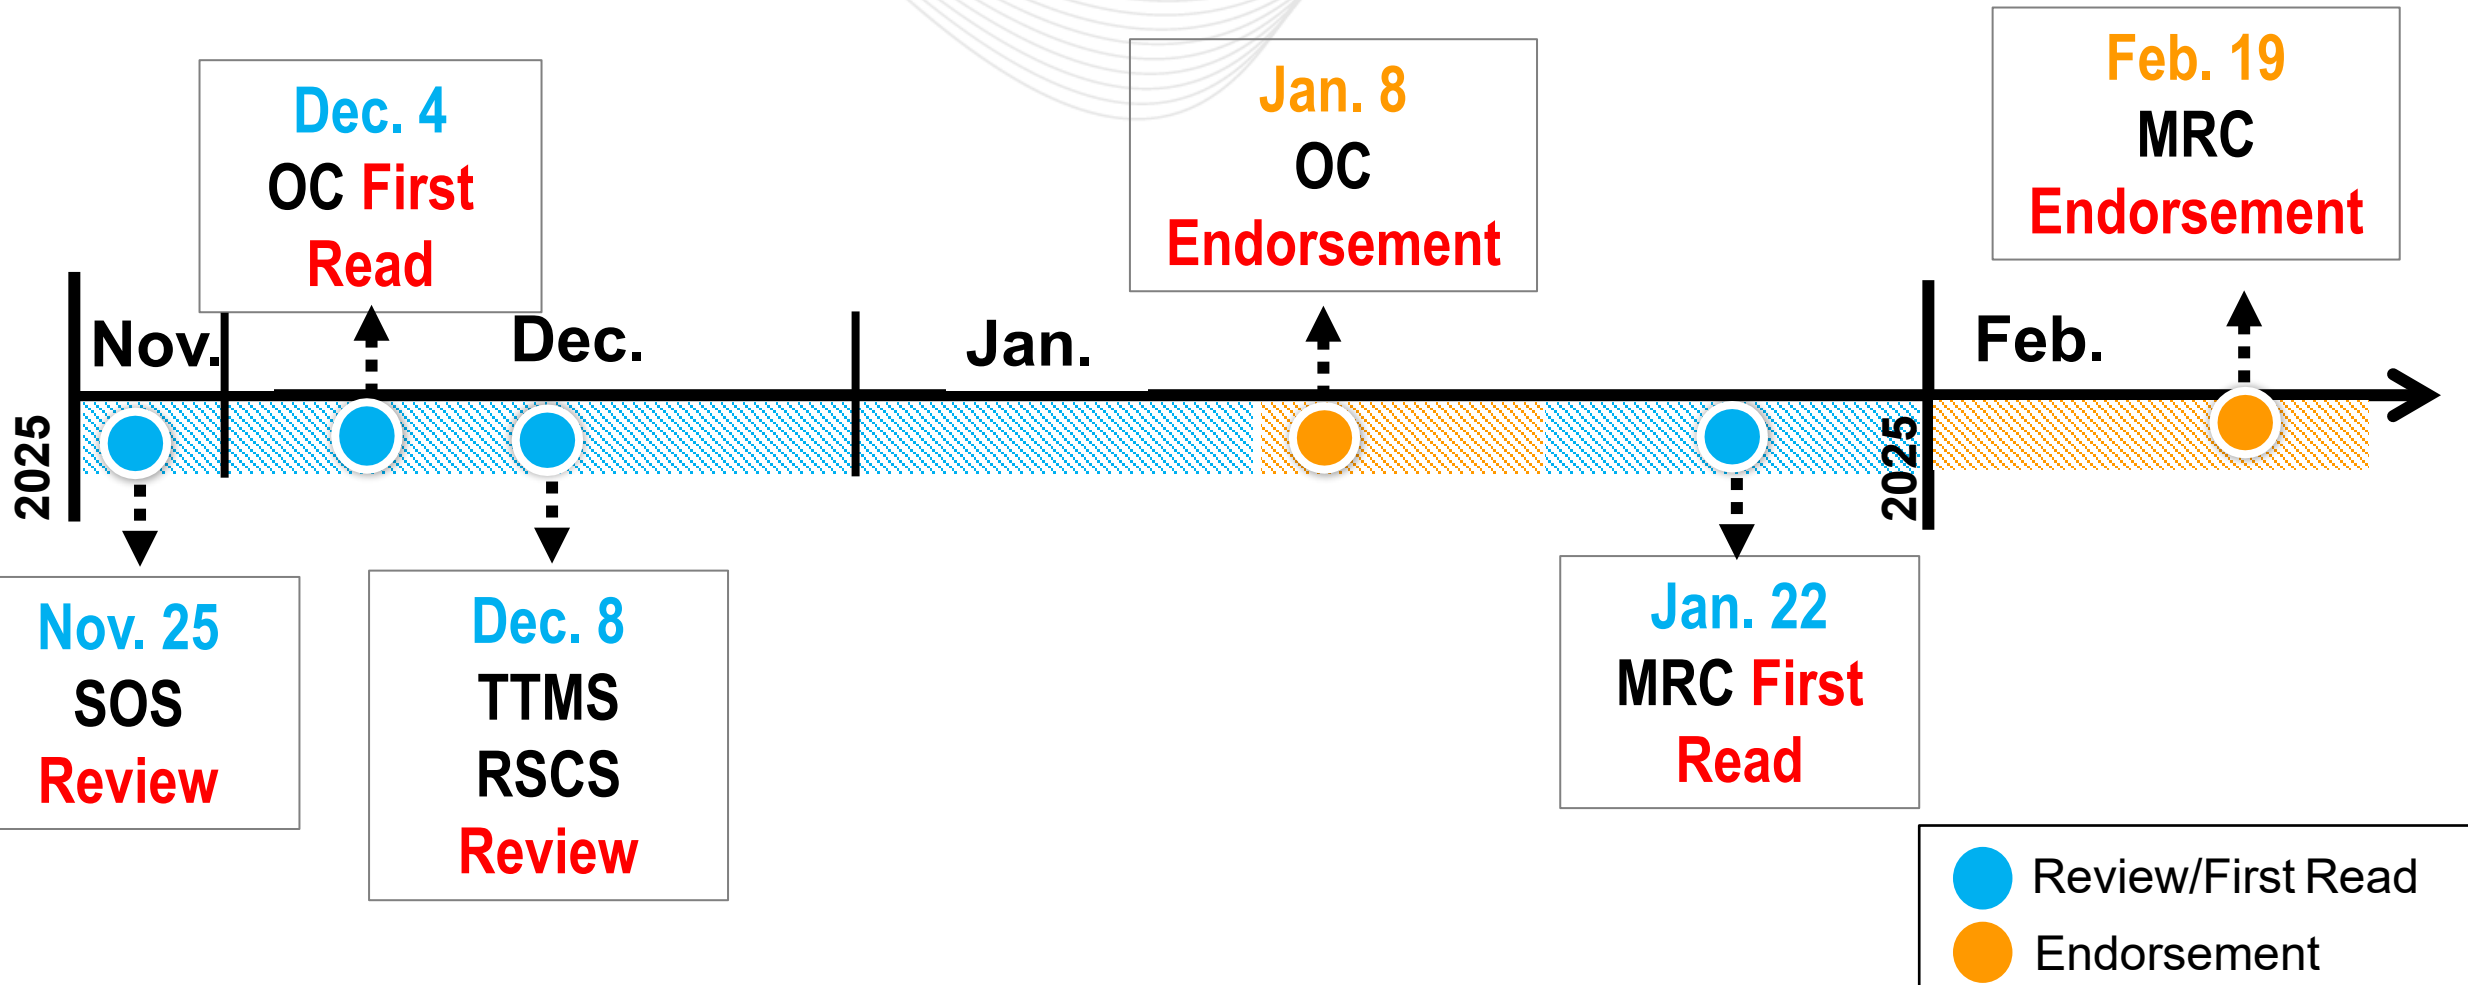 Dec. 4
OC First
Read
Jan. 8
OC
Endorsement
Feb. 19
MRC
Endorsement
Nov.
Dec.
Jan.
Feb.
2025
2025
Nov. 25
SOS
Review
Dec. 8
TTMS
RSCS
Review
Jan. 22
MRC First
Read
Review/First Read
Endorsement